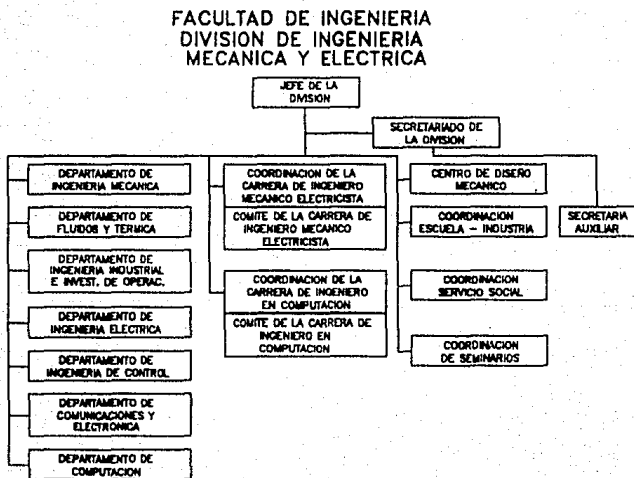 FACULTAD DE INGENIERIA
DIVISION DE INGENIERIA
MECANICA Y ELECTRICA
JEFE DE LA
DIVISION
SECRETARIADO DE
LA DIVISION
DEPARTAMENTO DE
INGENIERIA MECANICA
DEPARTAMENTO DE
FLUIDOS Y TERMICA
DEPARTAMENTO DE
INGENIERIA INDUSTRIAL
E INVEST. DE OPERAC.
DEPARTAMENTO DE
INGENIERIA ELECTRICA
DEPARTAMENTO DE
INGENIERIA DE CONTROL
DEPARTAMENTO DE
COMUNICACIONES Y
ELECTRONICA
DEPARTAMENTO DE
COMPUTACION
COORDINACION DE LA
CARRERA DE INGENIERO
MECANICO ELECTRICISTA
COMITE DE LA CARRERA DE
INGENIERO MECANICO
ELECTRICISTA
COORDINACION DE LA
CARRERA DE INGENIERO
EN COMPUTACION
COMITE DE LA CARRERA DE
INGENIERO EN
COMPUTACION
CENTRO DE DISEÑO
MECANICO
COORDINACION
ESCUELA - INDUSTRIA
COORDINACION
SERVICIO SOCIAL
COORDINACION
DE SEMINARIOS
SECRETARIA
AUXILIAR